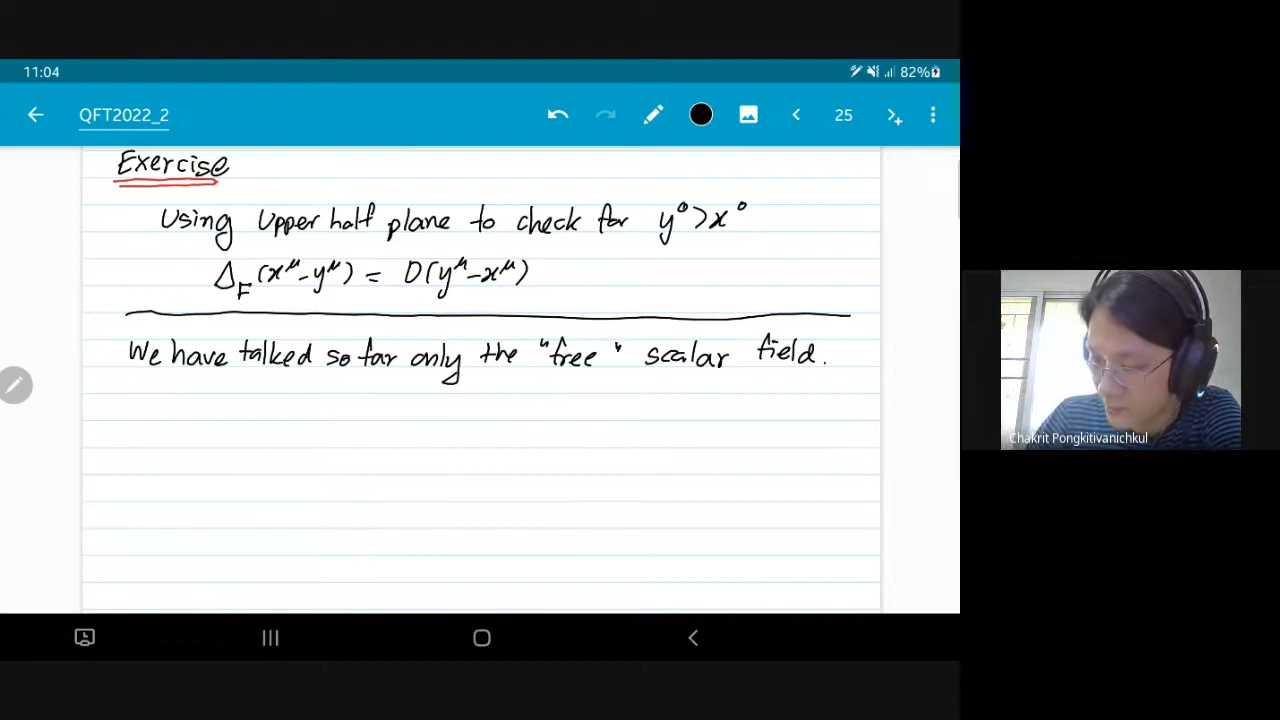 11:04
82%
QFT2022_2
25
Exercise
Using Upper half plane to check for y⁰ > x⁰
Δ_F (x^μ - y^μ) = D(y^μ - x^μ)
We have talked so far only the "free" scalar field.
Chakrit Pongkitivanichkul